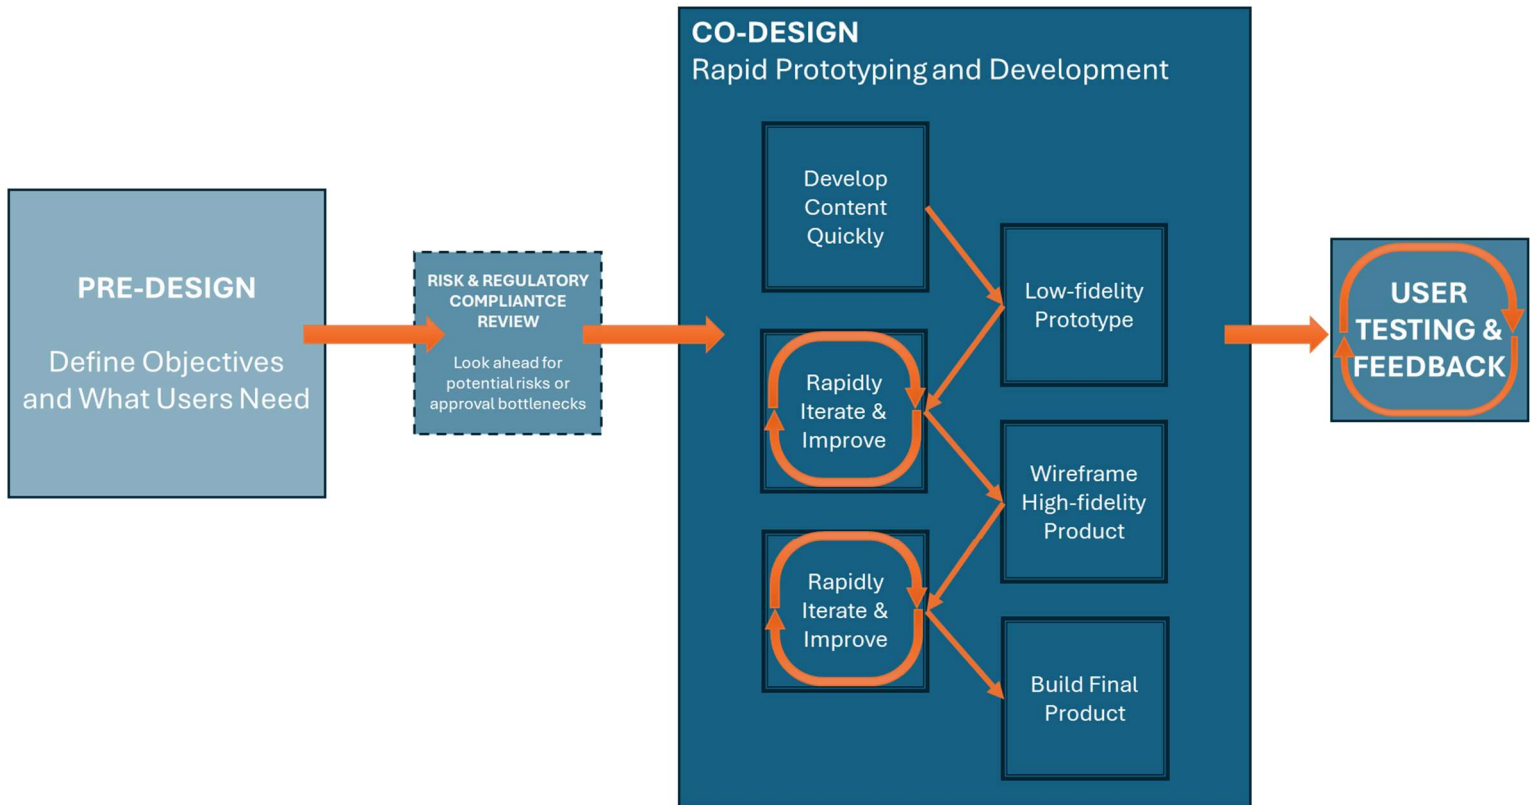 PRE-DESIGN
Define Objectives
and What Users Need
RISK & REGULATORY
COMPLIANTCE
REVIEW
Look ahead for
potential risks or
approval bottlenecks
CO-DESIGN
Rapid Prototyping and Development
Develop
Content
Quickly
Low-fidelity
Prototype
Rapidly
Iterate &
Improve
Wireframe
High-fidelity
Product
Rapidly
Iterate &
Improve
Build Final
Product
USER
TESTING &
FEEDBACK